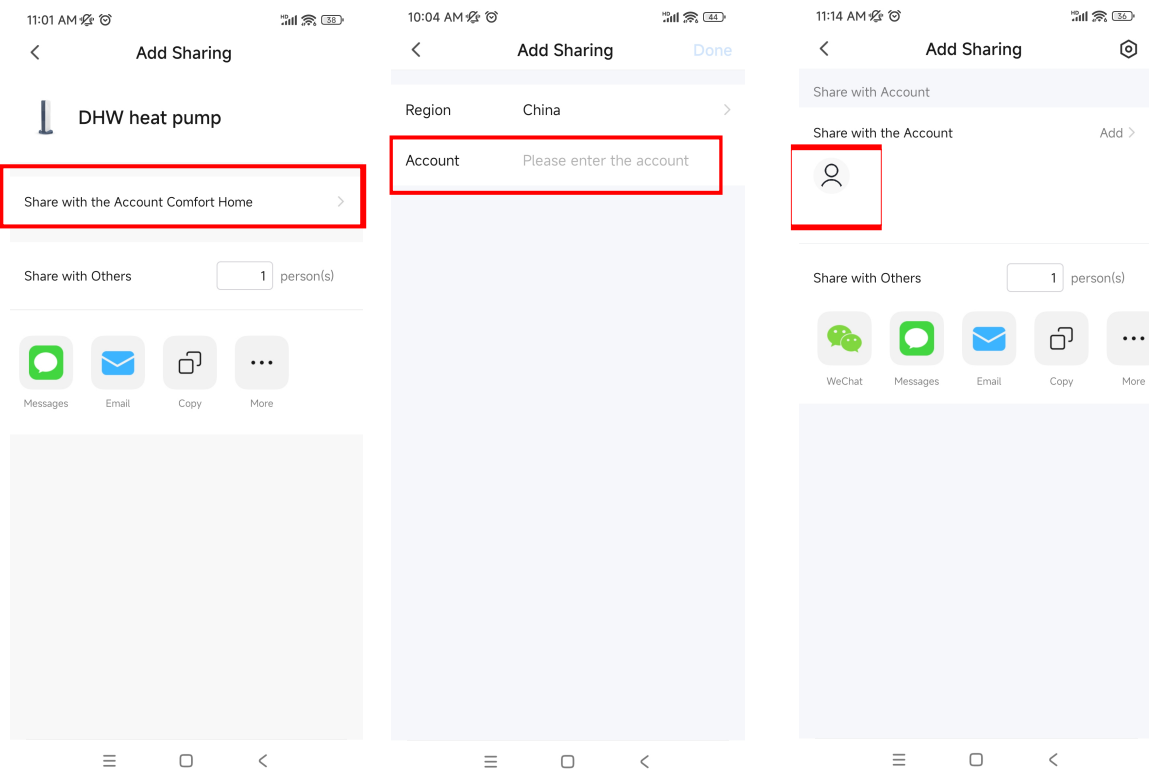 11:01 AM
HD
38
Add Sharing
DHW heat pump
Share with the Account Comfort Home
Share with Others
1
person(s)
Messages
Email
Copy
More
10:04 AM
HD
44
Add Sharing
Done
Region
China
Account
Please enter the account
11:14 AM
HD
36
Add Sharing
Share with Account
Share with the Account
Add
Share with Others
1
person(s)
WeChat
Messages
Email
Copy
More